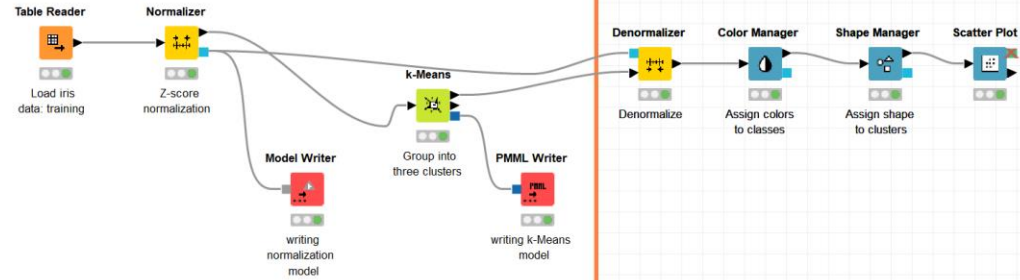 Table Reader
Load iris
data: training
Normalizer
Z-score
normalization
Model Writer
writing
normalization
model
k-Means
Group into
three clusters
PMML Writer
PMML
writing k-Means
model
Denormalizer
Denormalize
Color Manager
Assign colors
to classes
Shape Manager
Assign shape
to clusters
Scatter Plot